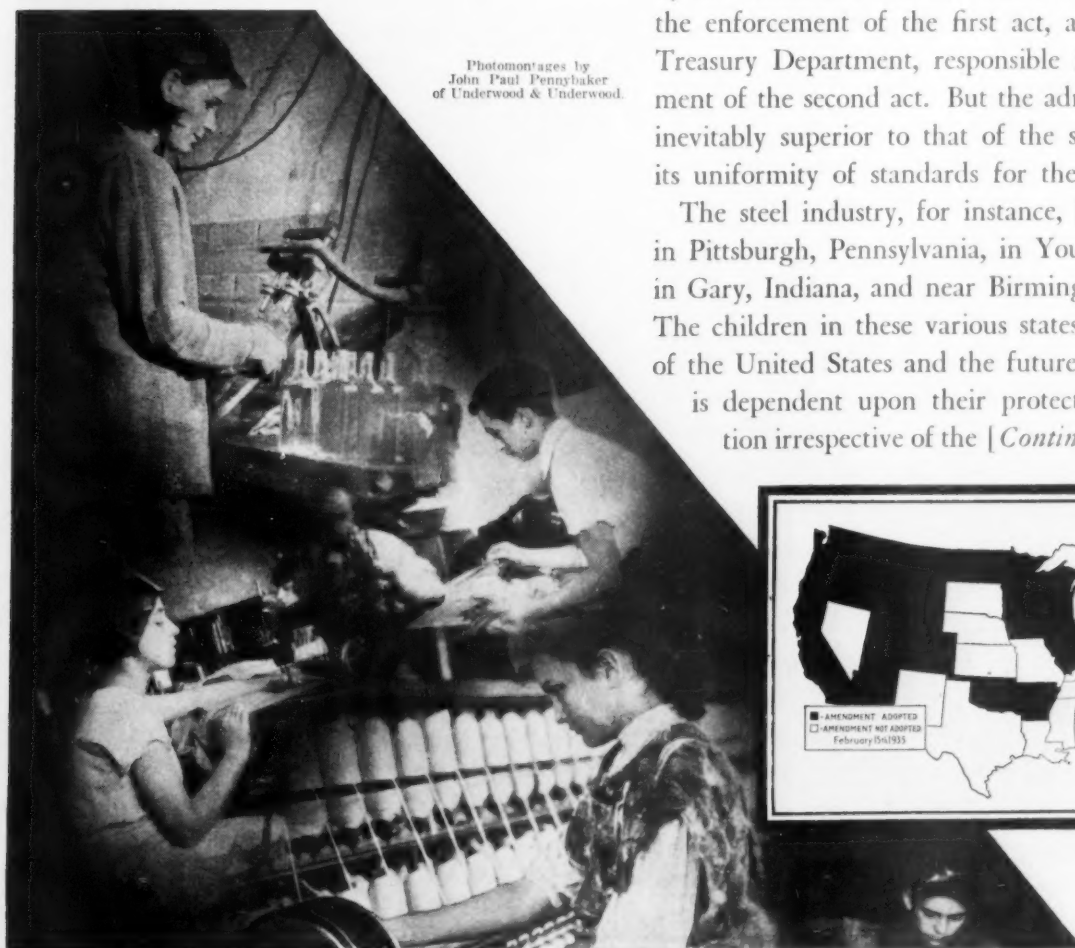 Photomontages by
John Paul Pennybaker
of Underwood & Underwood.
the enforcement of the first act, a
Treasury Department, responsible
ment of the second act. But the adr
inevitably superior to that of the s
its uniformity of standards for the
The steel industry, for instance,
in Pittsburgh, Pennsylvania, in You
in Gary, Indiana, and near Birming
The children in these various states
of the United States and the future
is dependent upon their protect
tion irrespective of the [Contin
-AMENDMENT ADOPTED
-AMENDMENT NOT ADOPTED
February 15th, 1935